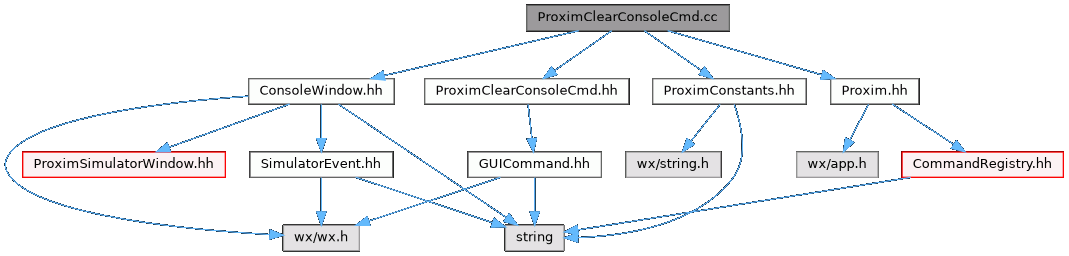 ProximClearConsoleCmd.cc
ConsoleWindow.hh
ProximClearConsoleCmd.hh
ProximConstants.hh
Proxim.hh
ProximSimulatorWindow.hh
SimulatorEvent.hh
GUICommand.hh
wx/string.h
wx/app.h
CommandRegistry.hh
wx/wx.h
string